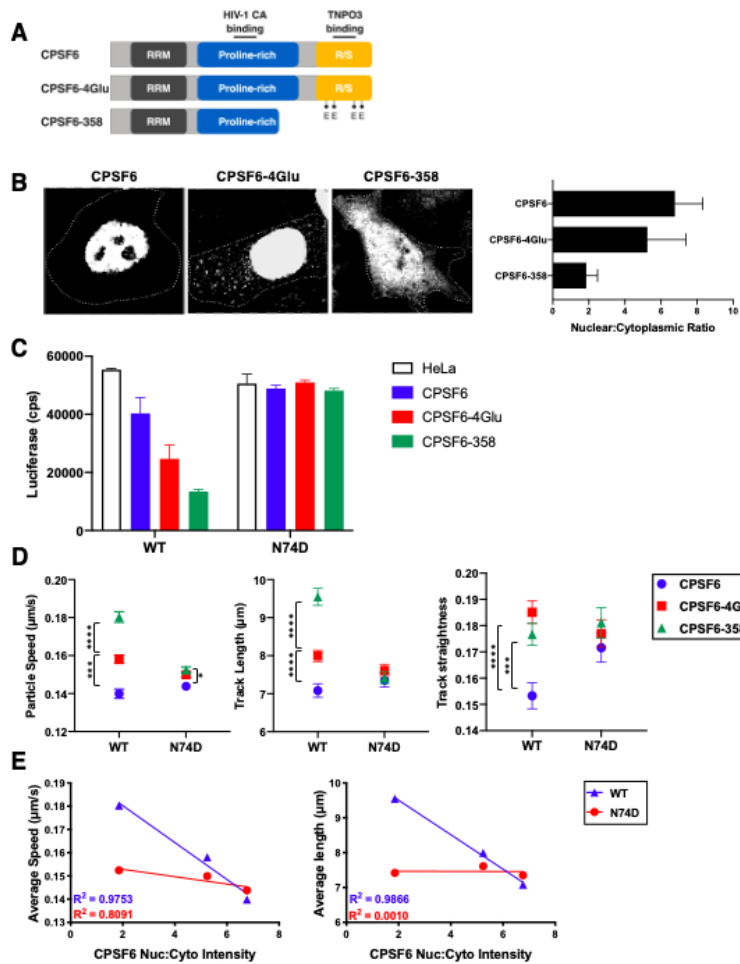 A
HIV-1 CA
binding
TNPO3
binding
CPSF6
RRM
Proline-rich
R/S
CPSF6-4Glu
RRM
Proline-rich
R/S
E E E E
CPSF6-358
RRM
Proline-rich
B
CPSF6
CPSF6-4Glu
CPSF6-358
CPSF6
CPSF6-4Glu
CPSF6-358
0 2 4 6 8 10
Nuclear:Cytoplasmic Ratio
C
Luciferase (cps)
60000
40000
20000
0
WT
N74D
HeLa
CPSF6
CPSF6-4Glu
CPSF6-358
D
Particle Speed (µm/s)
0.20
0.18
0.16
0.14
0.12
****
***
*
WT
N74D
Track Length (µm)
10
9
8
7
6
****
****
WT
N74D
Track straightness
0.20
0.19
0.18
0.17
0.16
0.15
0.14
****
***
WT
N74D
CPSF6
CPSF6-4G
CPSF6-35
E
Average Speed (µm/s)
0.19
0.18
0.17
0.16
0.15
0.14
0.13
R² = 0.9753
R² = 0.8091
0 2 4 6 8
CPSF6 Nuc:Cyto Intensity
Average length (µm)
10
9
8
7
6
R² = 0.9866
R² = 0.0010
0 2 4 6 8
CPSF6 Nuc:Cyto Intensity
WT
N74D